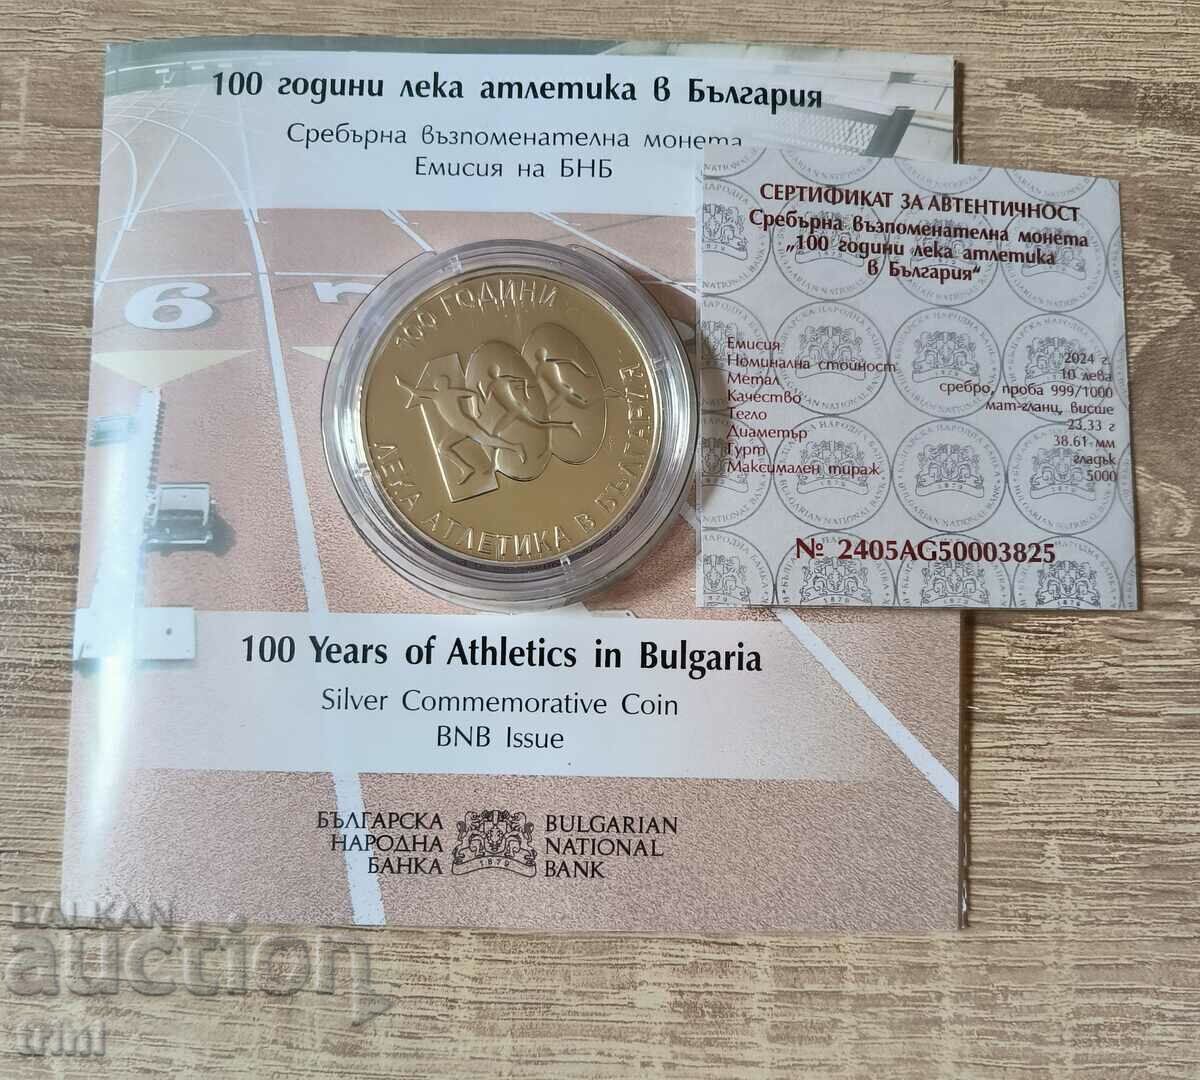 100 години лека атлетика в България
Сребърна възпоменателна монета
Емисия на БНБ
6
100 ГОДИНИ
ЛЕКА АТЛЕТИКА В БЪЛГАРИЯ
СЕРТИФИКАТ ЗА АВТЕНТИЧНОСТ
Сребърна възпоменателна монета
„100 години лека атлетика
в България“
Емисия 2024 г.
Номинална стойност 10 лева
Метал сребро, проба 999/1000
Качество мат-гланц, висше
Тегло 23.33 г
Диаметър 38.61 мм
Гурт гладък
Максимален тираж 5000
№ 2405AG50003825
100 Years of Athletics in Bulgaria
Silver Commemorative Coin
BNB Issue
БЪЛГАРСКА
НАРОДНА
БАНКА
1879
BULGARIAN
NATIONAL
BANK
BALKAN
auction
trini